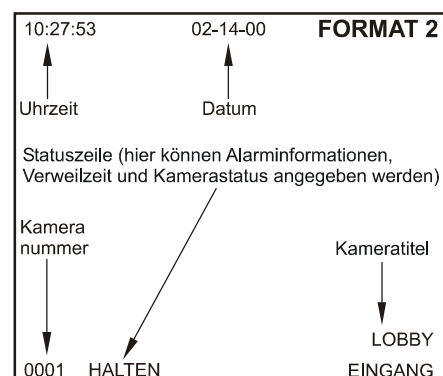 10:27:53 02-14-00 FORMAT 2
Uhrzeit Datum
Statuszeile (hier können Alarminformationen,
Verweilzeit und Kamerastatus angegeben werden)
Kamera
nummer
Kameratitel
LOBBY
0001 HALTEN EINGANG